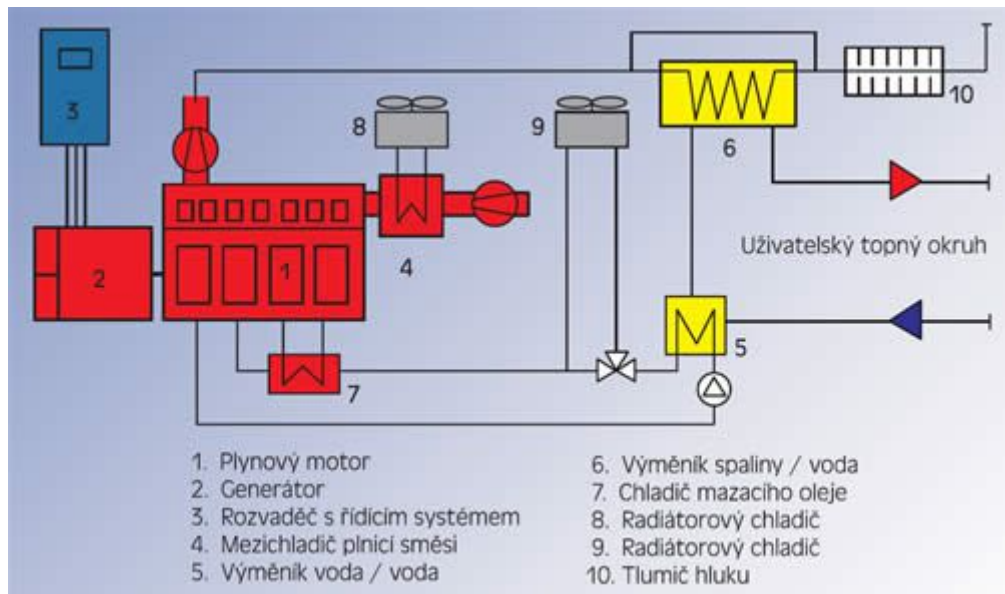 3
8
9
6
10
2
1
4
Uživatelský topný okruh
5
7
1. Plynový motor
2. Generátor
3. Rozvaděč s řídícím systémem
4. Mezichladič plnicí směsi
5. Výměník voda / voda
6. Výměník spaliny / voda
7. Chladič mazacího oleje
8. Radiátorový chladič
9. Radiátorový chladič
10. Tlumič hluku